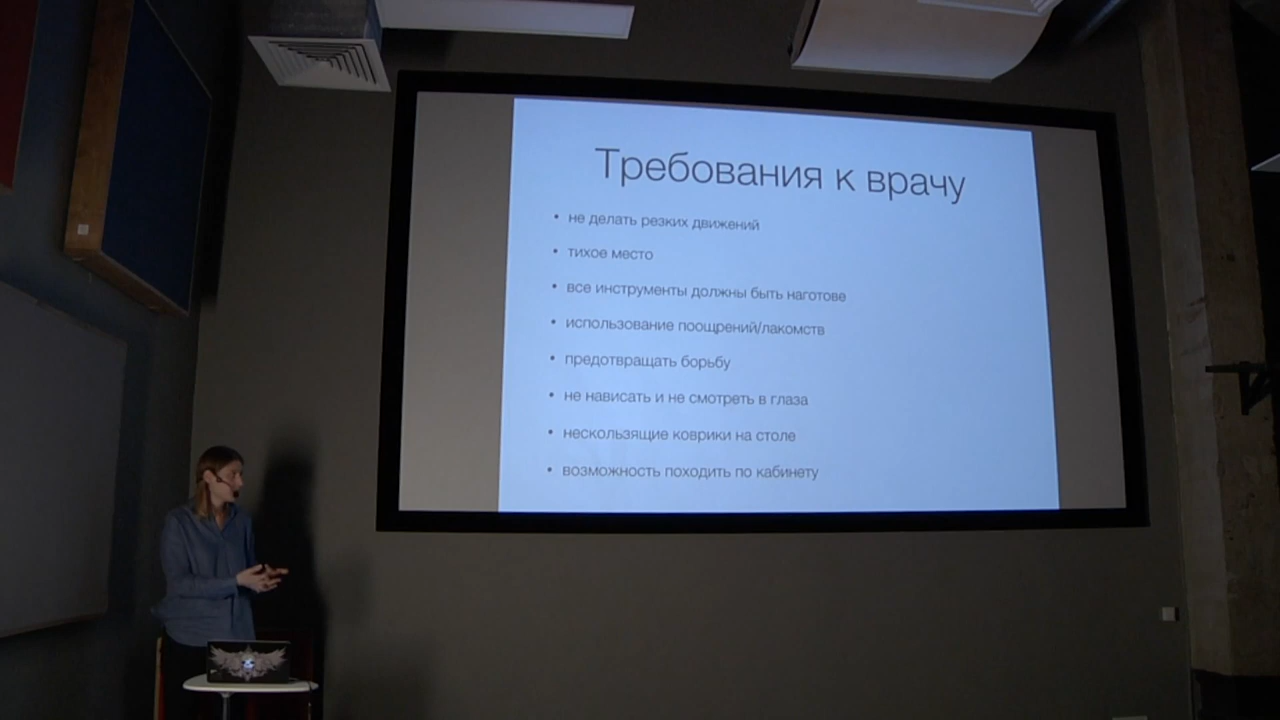 Требования к врачу
• не делать резких движений
• тихое место
• все инструменты должны быть наготове
• использование поощрений/лакомств
• предотвращать борьбу
• не нависать и не смотреть в глаза
• нескользящие коврики на столе
• возможность походить по кабинету